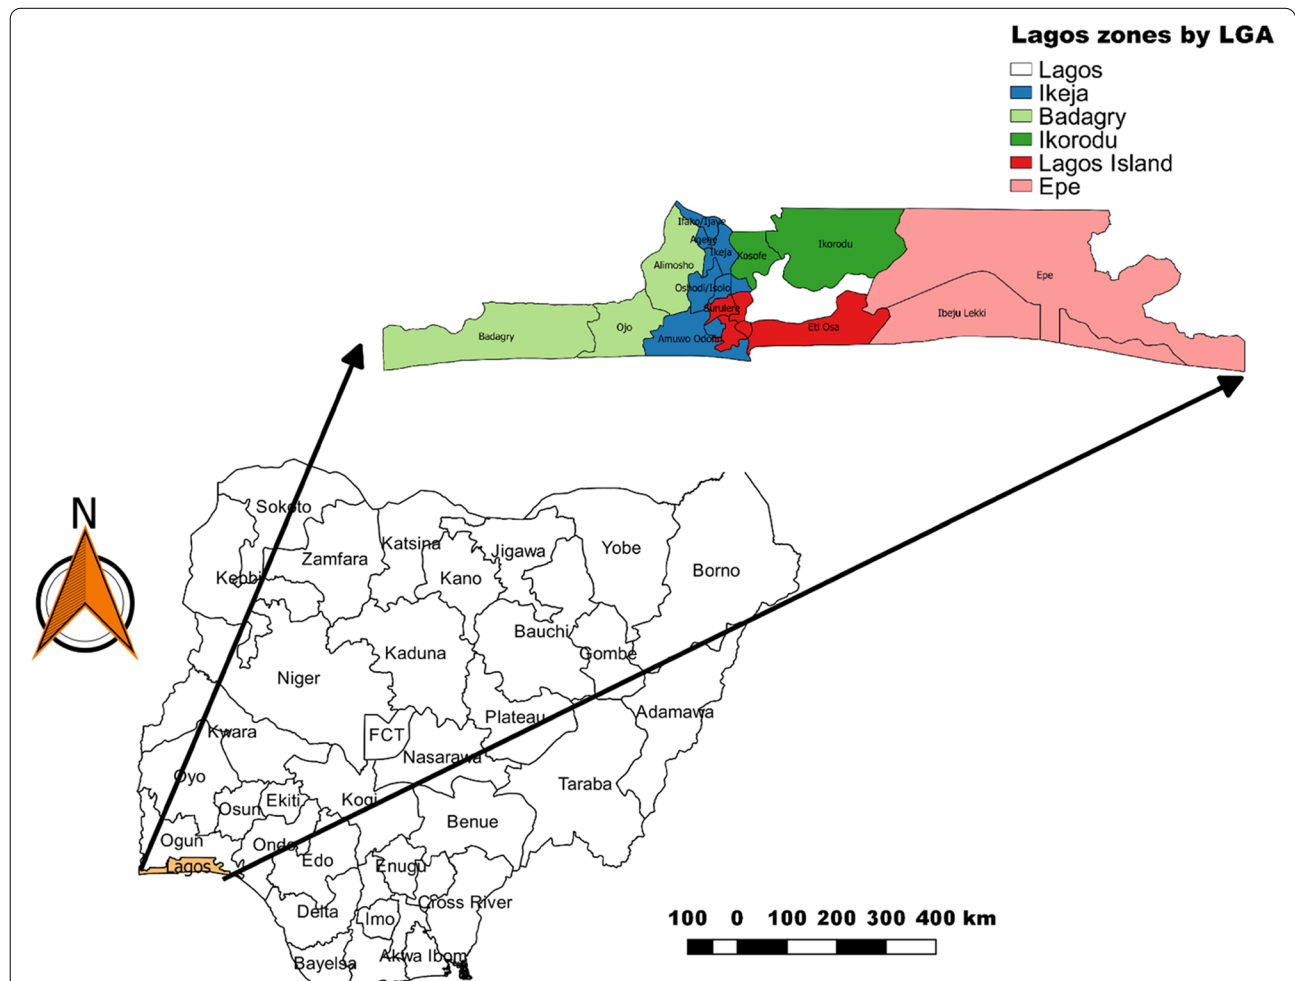 Lagos zones by LGA
Lagos
Ikeja
Badagry
Ikorodu
Lagos Island
Epe
Ifako/Ijaye
Agege
Ikeja
Kosofe
Ikorodu
Alimosho
Epe
Oshodi/Isolo
Surulere
Ibeju Lekki
Badagry
Ojo
Amuwo Odofin
Eti Osa
N
Sokoto
Katsina
Jigawa
Yobe
Zamfara
Borno
Kebbi
Kano
Bauchi
Kaduna
Gombe
Niger
Adamawa
Plateau
Kwara
FCT
Nasarawa
Oyo
Taraba
Ekiti
Kogi
Osun
Benue
Ogun
Ondo
Edo
Lagos
Enugu
Cross River
Delta
Imo
Akwa Ibom
Bayelsa
100 0 100 200 300 400 km